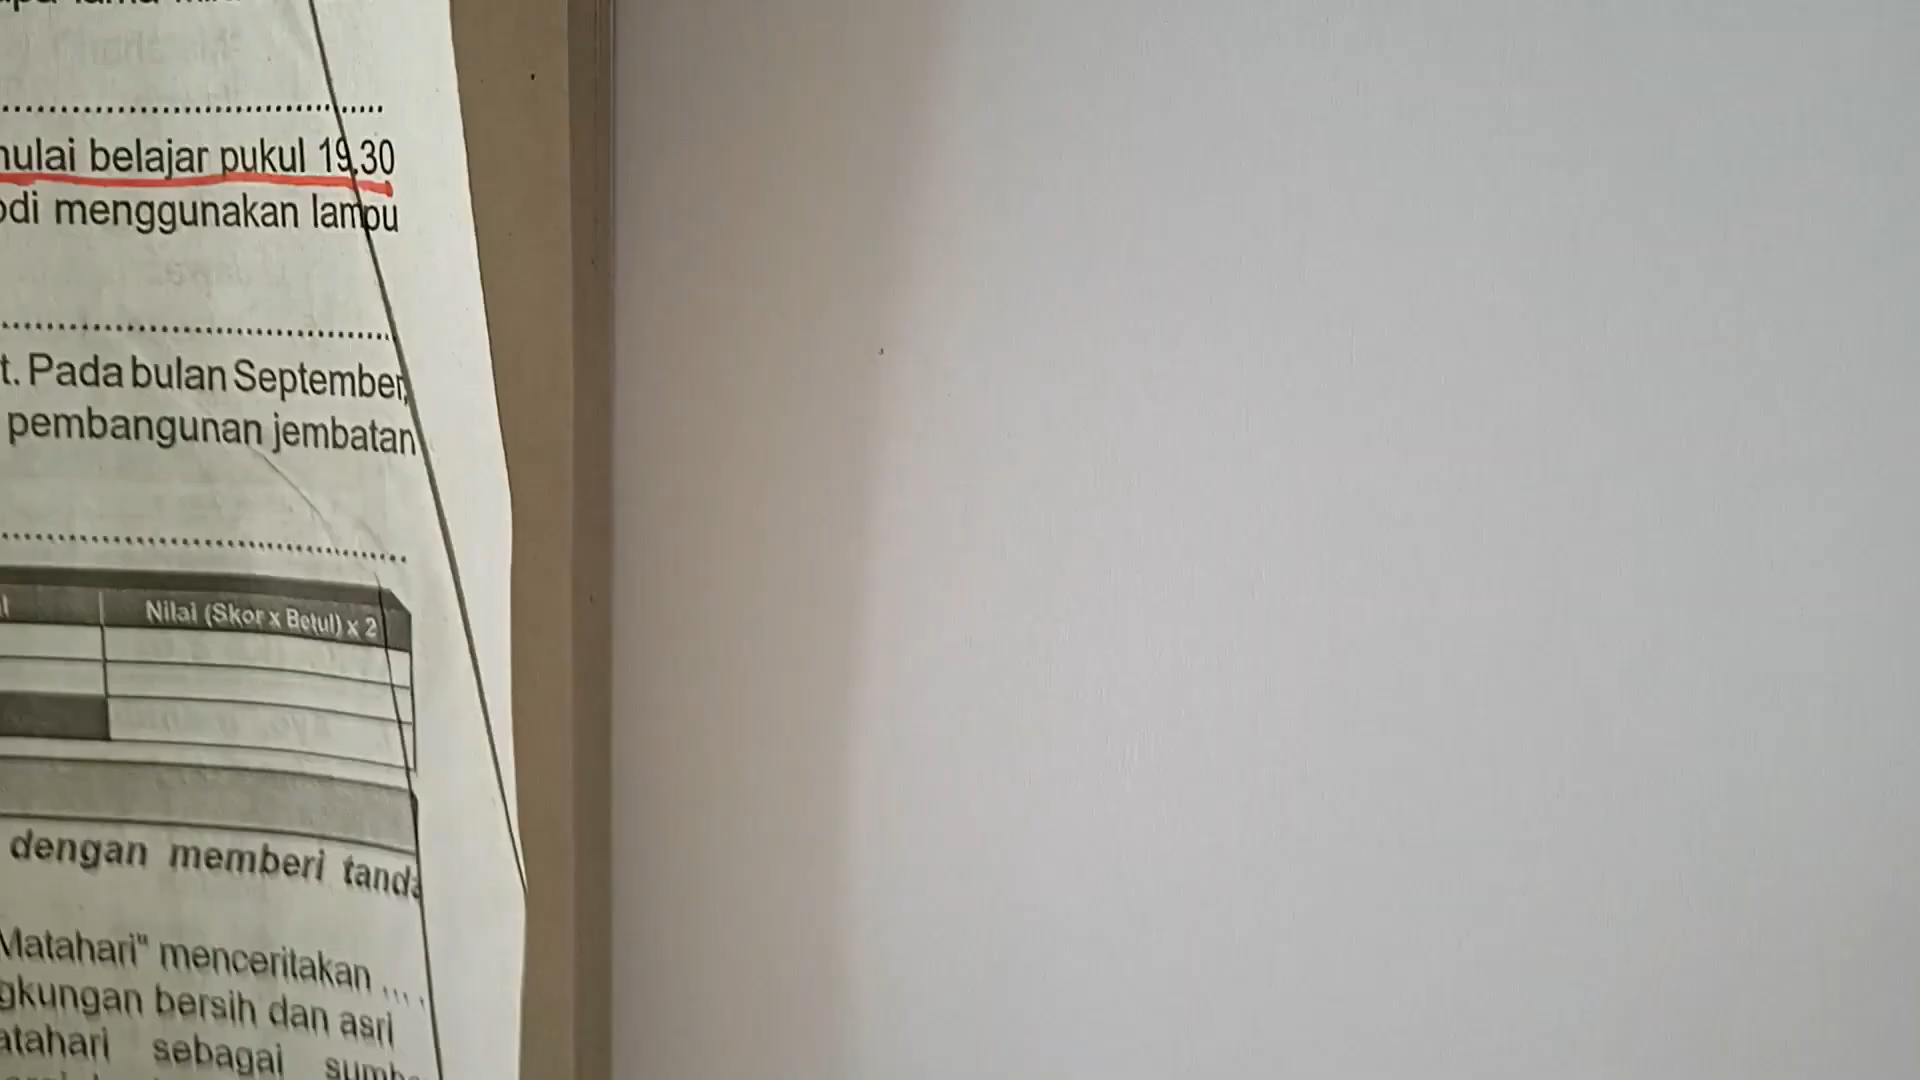 mulai belajar pukul 19.30
menggunakan lampu
t. Pada bulan September,
pembangunan jembatan
Nilai (Skor x Betul) x 2
dengan memberi tanda
Matahari" menceritakan ... .
gkungan bersih dan asri
atahari sebagai